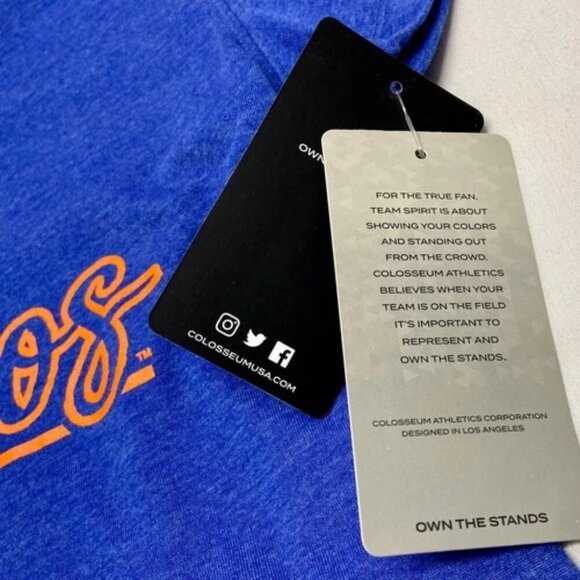 OWN
COLOSSEUMUSA.COM
os
™
FOR THE TRUE FAN.
TEAM SPIRIT IS ABOUT
SHOWING YOUR COLORS
AND STANDING OUT
FROM THE CROWD.
COLOSSEUM ATHLETICS
BELIEVES WHEN YOUR
TEAM IS ON THE FIELD
IT'S IMPORTANT TO
REPRESENT AND
OWN THE STANDS.
COLOSSEUM ATHLETICS CORPORATION
DESIGNED IN LOS ANGELES
OWN THE STANDS